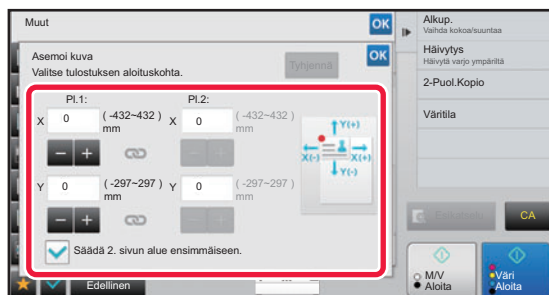 Muut
OK
Asemoi kuva
OK
Valitse tulostuksen aloituskohta.
Tyhjennä
Pl.1:
Pl.2:
X 0 ( -432~432 ) mm
X 0 ( -432~432 ) mm
Y(+)
X(-)
X(+)
Y(-)
Y 0 ( -297~297 ) mm
Y 0 ( -297~297 ) mm
Säädä 2. sivun alue ensimmäiseen.
Edellinen
Alkup.
Vaihda kokoa/suuntaa
Häivytys
Häivytä varjo ympäriltä
2-Puol.Kopio
Väritila
CA
M/V
Aloita
Väri
Aloita